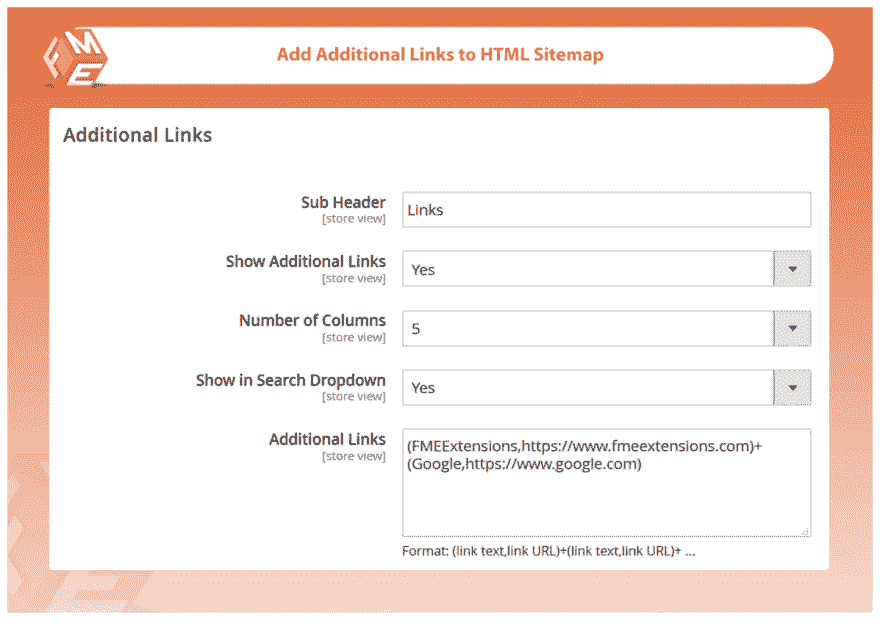 FME
Add Additional Links to HTML Sitemap
Additional Links
Sub Header
[store view]
Links
Show Additional Links
[store view]
Yes
Number of Columns
[store view]
5
Show in Search Dropdown
[store view]
Yes
Additional Links
[store view]
(FMEExtensions,https://www.fmeextensions.com)+
(Google,https://www.google.com)
Format: (link text,link URL)+(link text,link URL)+ ...